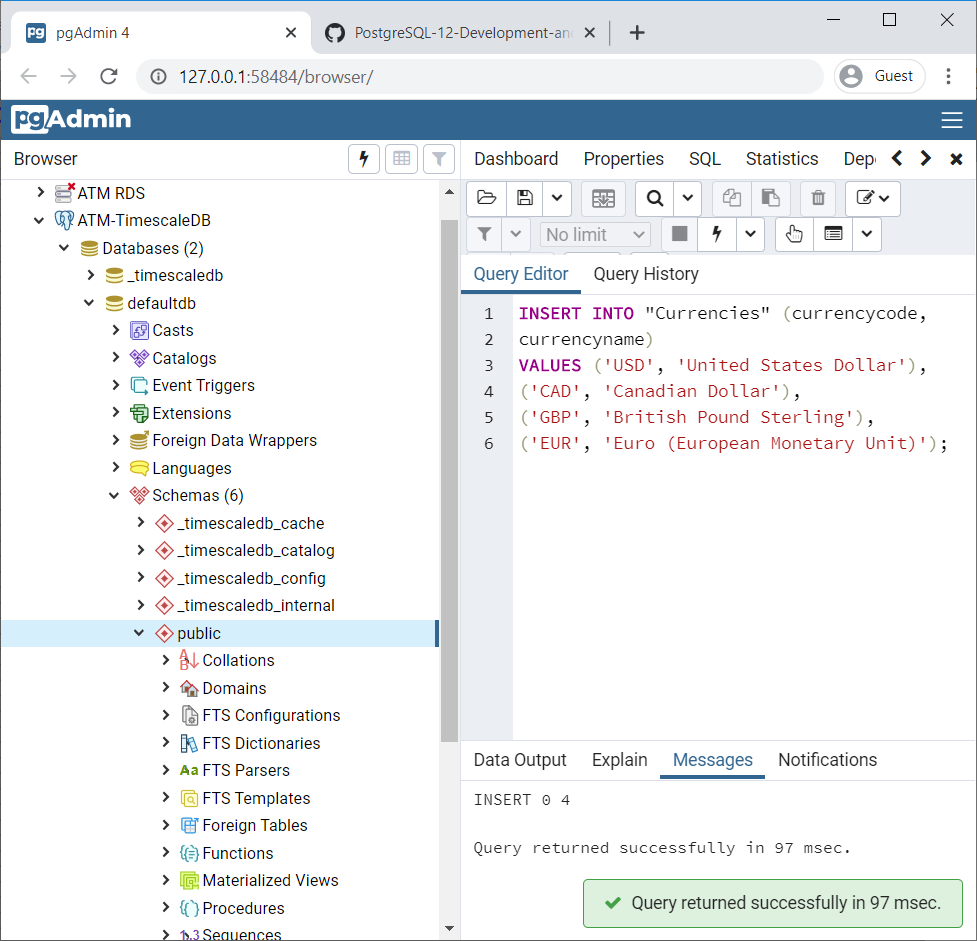 pgAdmin 4
PostgreSQL-12-Development-and
127.0.0.1:58484/browser/
Guest
pgAdmin
Browser
Dashboard Properties SQL Statistics Depe
ATM RDS
ATM-TimescaleDB
Databases (2)
_timescaledb
defaultdb
Casts
Catalogs
Event Triggers
Extensions
Foreign Data Wrappers
Languages
Schemas (6)
_timescaledb_cache
_timescaledb_catalog
_timescaledb_config
_timescaledb_internal
public
Collations
Domains
FTS Configurations
FTS Dictionaries
Aa FTS Parsers
FTS Templates
Foreign Tables
Functions
Materialized Views
Procedures
1.3 Sequences
No limit
Query Editor Query History
1 INSERT INTO "Currencies" (currencycode,
2 currencyname)
3 VALUES ('USD', 'United States Dollar'),
4 ('CAD', 'Canadian Dollar'),
5 ('GBP', 'British Pound Sterling'),
6 ('EUR', 'Euro (European Monetary Unit)');
Data Output Explain Messages Notifications
INSERT 0 4
Query returned successfully in 97 msec.
Query returned successfully in 97 msec.